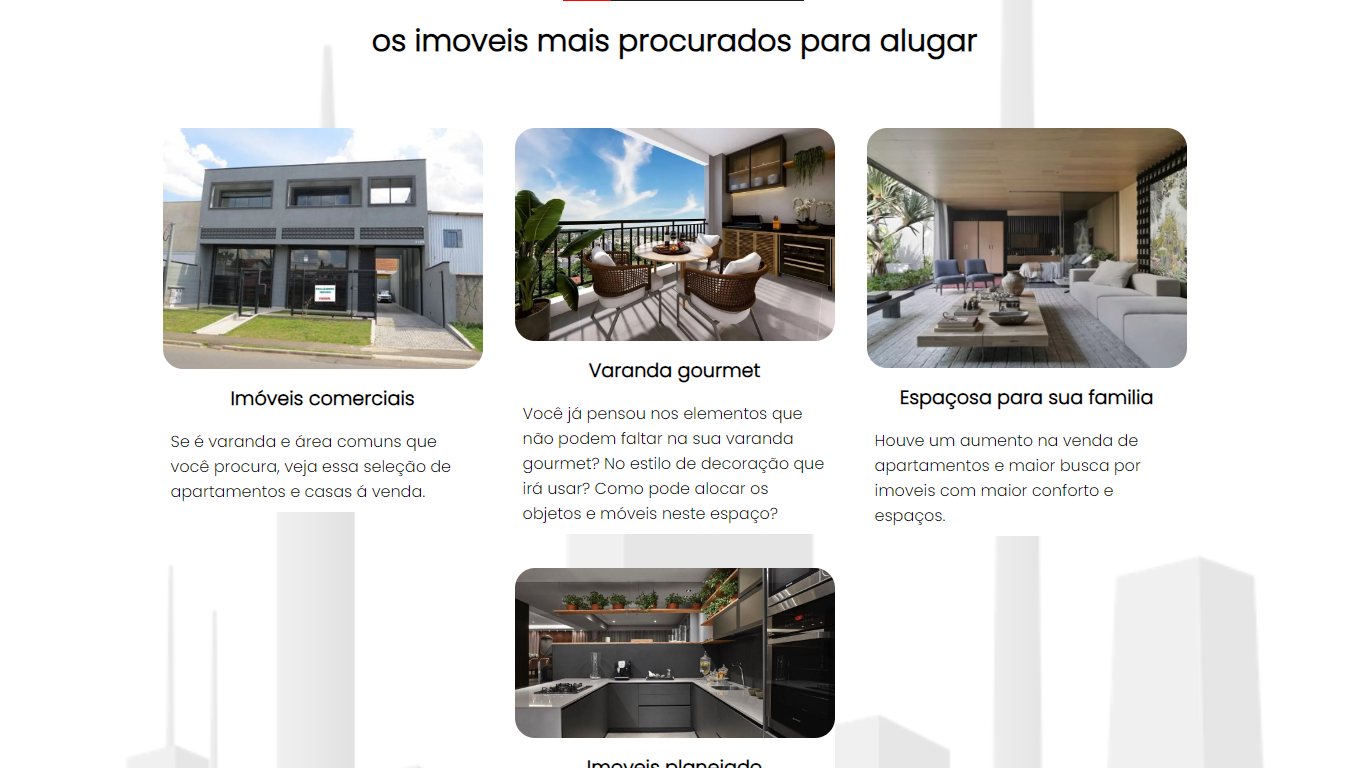 os imoveis mais procurados para alugar
Imóveis comerciais
Se é varanda e área comuns que
você procura, veja essa seleção de
apartamentos e casas á venda.
Varanda gourmet
Você já pensou nos elementos que
não podem faltar na sua varanda
gourmet? No estilo de decoração que
irá usar? Como pode alocar os
objetos e móveis neste espaço?
Espaçosa para sua familia
Houve um aumento na venda de
apartamentos e maior busca por
imoveis com maior conforto e
espaços.
Imoveis planejado